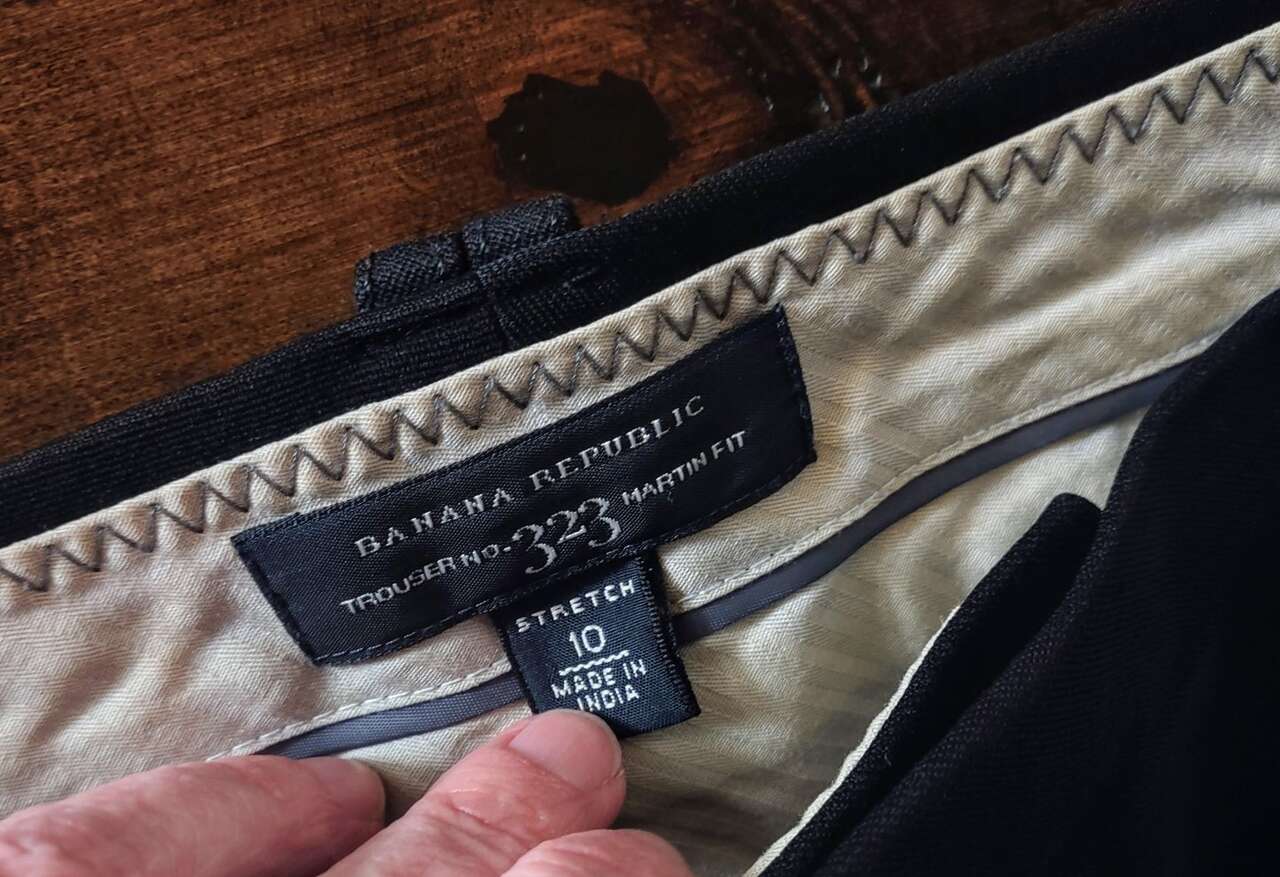 BANANA REPUBLIC
TROUSER NO. 323 MARTIN FIT
STRETCH
10
MADE IN
INDIA